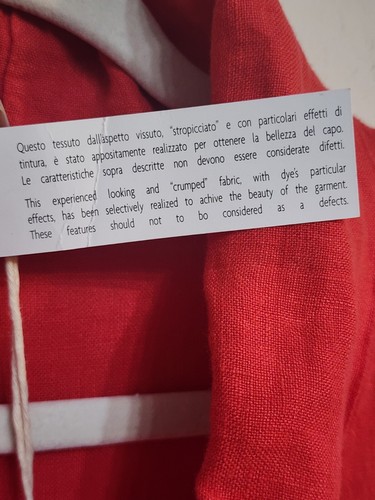 Questo tessuto dall'aspetto vissuto, "stropicciato" e con particolari effetti di
tintura, è stato appositamente realizzato per ottenere la bellezza del capo.
Le caratteristiche sopra descritte non devono essere considerate difetti.
This experienced looking and "crumped" fabric, with dye's particular
effects, has been selectively realized to achive the beauty of the garment.
These features should not to bo considered as a defects.